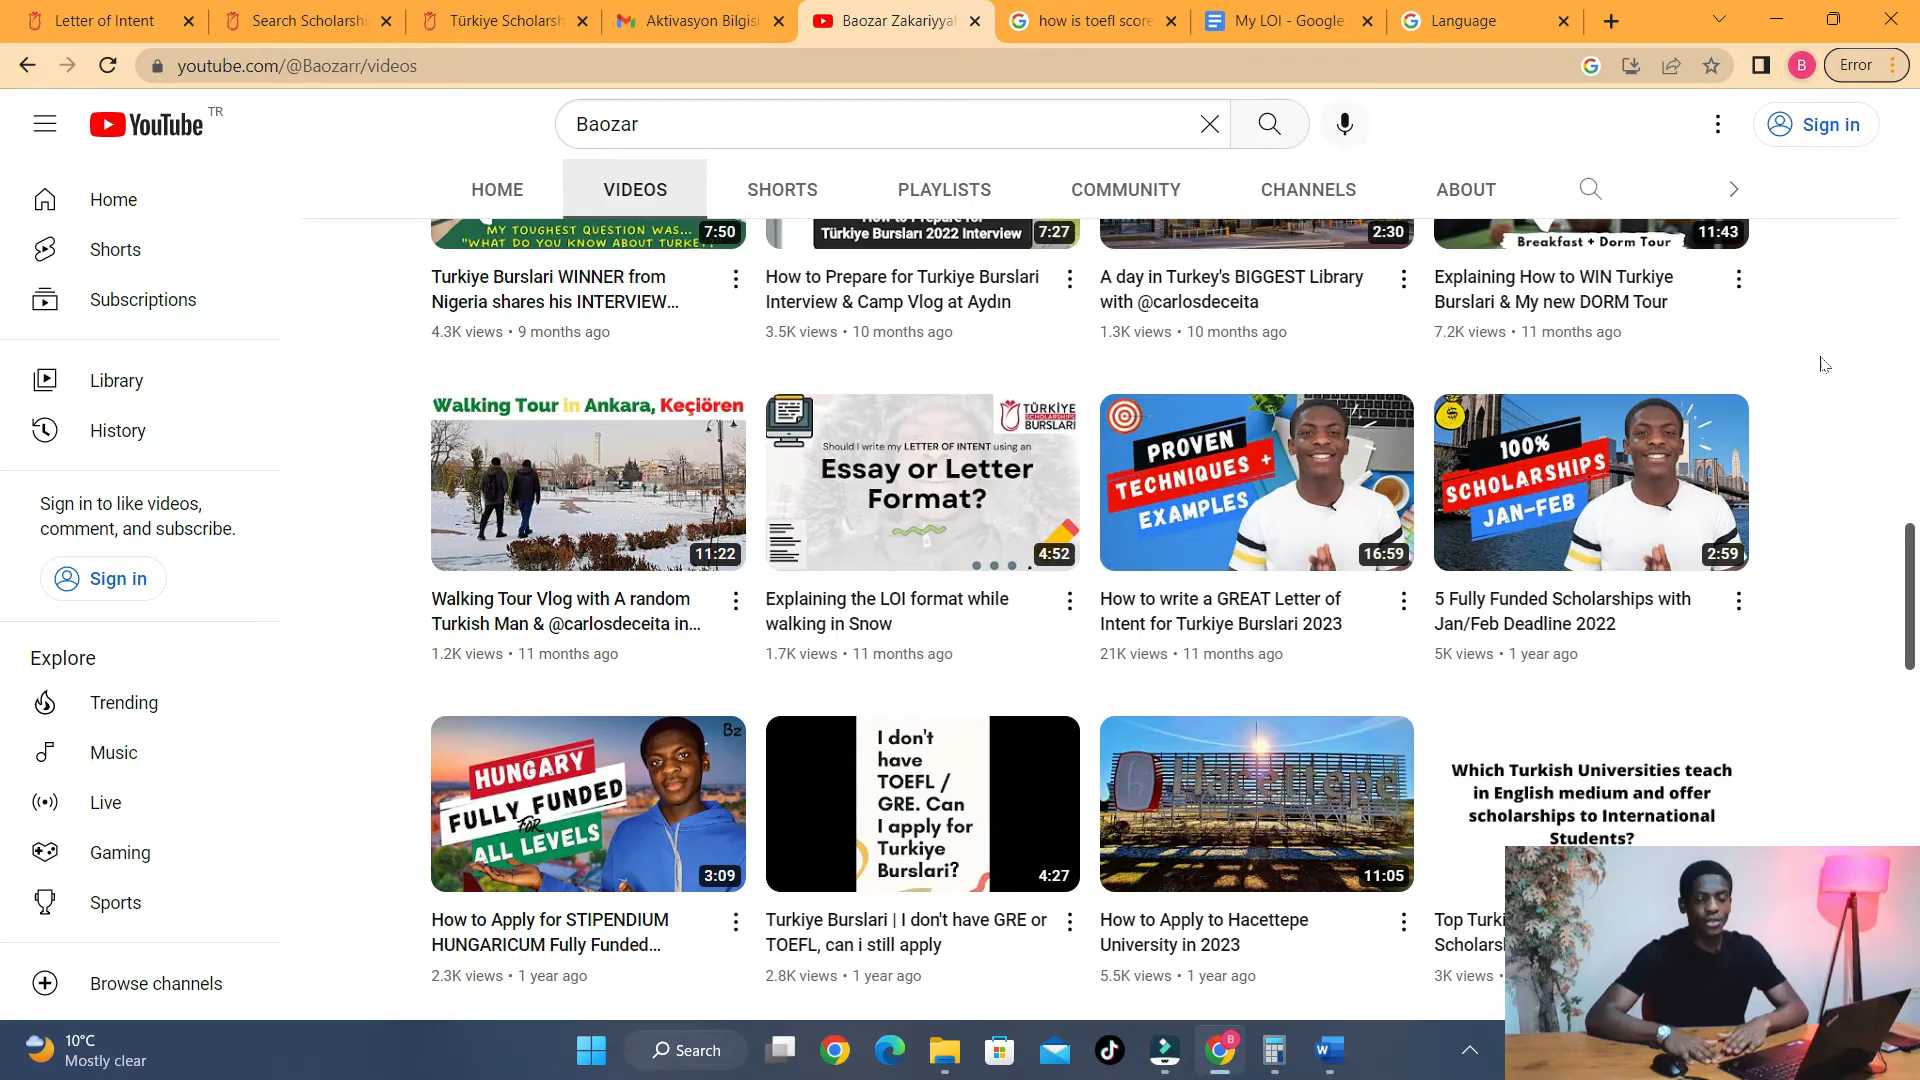 Letter of Intent
Search Scholarshi
Türkiye Scholarsh
Aktivasyon Bilgisi
Baozar Zakariyyah
how is toefl score
My LOI - Google
Language
youtube.com/@Baozarr/videos
B
Error
YouTube TR
Baozar
Sign in
HOME
VIDEOS
SHORTS
PLAYLISTS
COMMUNITY
CHANNELS
ABOUT
Home
Shorts
Subscriptions
Library
History
Sign in to like videos,
comment, and subscribe.
Sign in
Explore
Trending
Music
Live
Gaming
Sports
Browse channels
MY TOUGHEST QUESTION WAS...
"WHAT DO YOU KNOW ABOUT TURKEY
7:50
Turkiye Burslari WINNER from
Nigeria shares his INTERVIEW...
4.3K views • 9 months ago
How to Prepare for
Türkiye Bursları 2022 Interview
7:27
How to Prepare for Turkiye Burslari
Interview & Camp Vlog at Aydın
3.5K views • 10 months ago
2:30
A day in Turkey's BIGGEST Library
with @carlosdeceita
1.3K views • 10 months ago
Breakfast + Dorm Tour
11:43
Explaining How to WIN Turkiye
Burslari & My new DORM Tour
7.2K views • 11 months ago
Walking Tour in Ankara, Keçiören
11:22
Walking Tour Vlog with A random
Turkish Man & @carlosdeceita in...
1.2K views • 11 months ago
TÜRKİYE
BURSLARI
Should I write my LETTER OF INTENT using an
Essay or Letter
Format?
4:52
Explaining the LOI format while
walking in Snow
1.7K views • 11 months ago
PROVEN
TECHNIQUES +
EXAMPLES
16:59
How to write a GREAT Letter of
Intent for Turkiye Burslari 2023
21K views • 11 months ago
100%
SCHOLARSHIPS
JAN-FEB
2:59
5 Fully Funded Scholarships with
Jan/Feb Deadline 2022
5K views • 1 year ago
Bz
HUNGARY
FULLY FUNDED
FOR
ALL LEVELS
3:09
How to Apply for STIPENDIUM
HUNGARICUM Fully Funded...
2.3K views • 1 year ago
I don't
have
TOEFL /
GRE. Can
I apply for
Turkiye
Burslari?
4:27
Turkiye Burslari | I don't have GRE or
TOEFL, can i still apply
2.8K views • 1 year ago
Hacettepe
11:05
How to Apply to Hacettepe
University in 2023
5.5K views • 1 year ago
Which Turkish Universities teach
in English medium and offer
scholarships to International
Students?
Top Turki
Scholarsl
3K views •
10°C
Mostly clear
Search
B
W